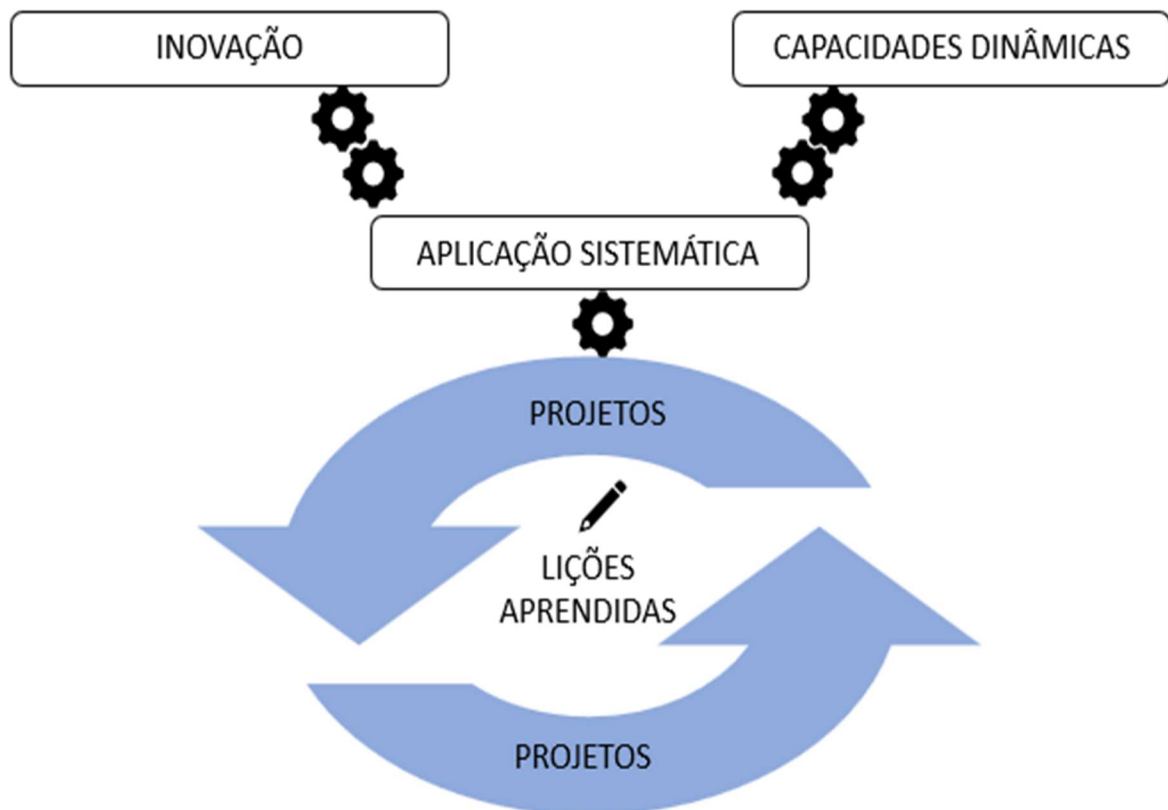 INOVAÇÃO
CAPACIDADES DINÂMICAS
APLICAÇÃO SISTEMÁTICA
PROJETOS
LIÇÕES
APRENDIDAS
PROJETOS